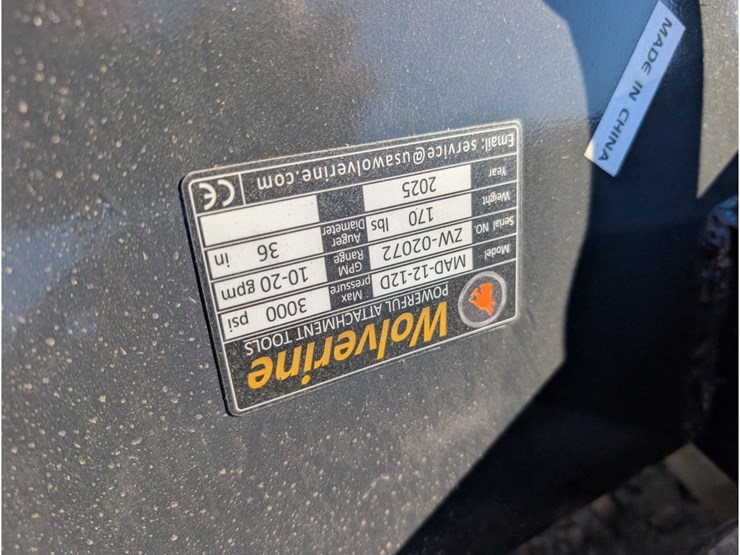 Wolverine
POWERFUL ATTACHMENT TOOLS
Model MAD-12-12D Max pressure 3000 psi
Serial NO. ZW-02072 GPM Range 10-20 gpm
Weight 170 lbs Auger Diameter 36 in
Year 2025
Email: service@usawolverine.com CE
MADE IN CHINA